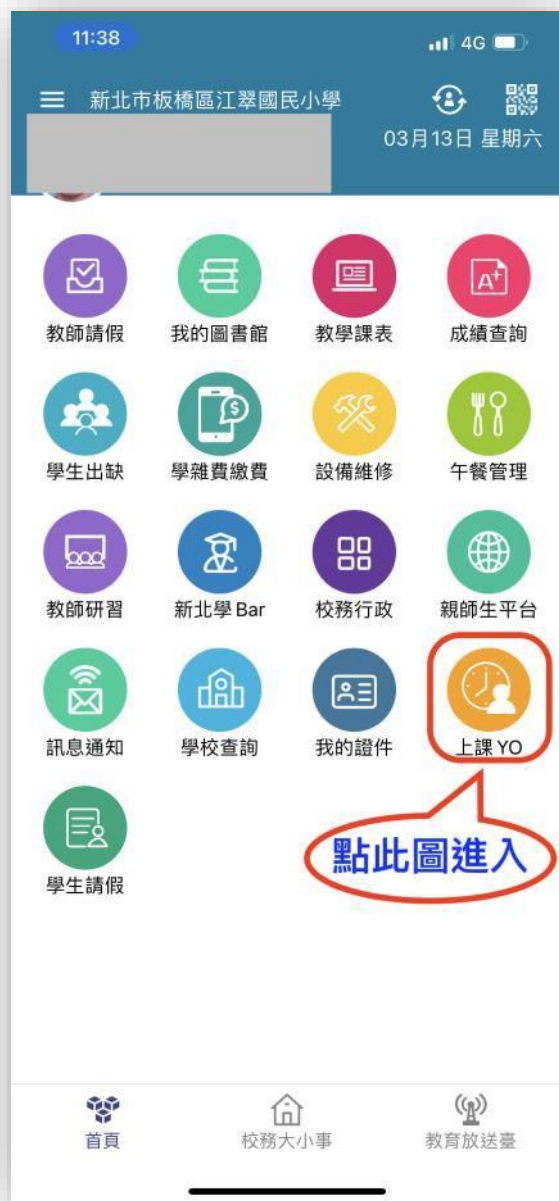 11:38
4G
新北市板橋區江翠國民小學
03月13日 星期六
教師請假
我的圖書館
教學課表
A+
成績查詢
學生出缺
$
學雜費繳費
設備維修
午餐管理
教師研習
新北學 Bar
校務行政
親師生平台
訊息通知
學校查詢
我的證件
上課 YO
點此圖進入
學生請假
首頁
校務大小事
教育放送臺